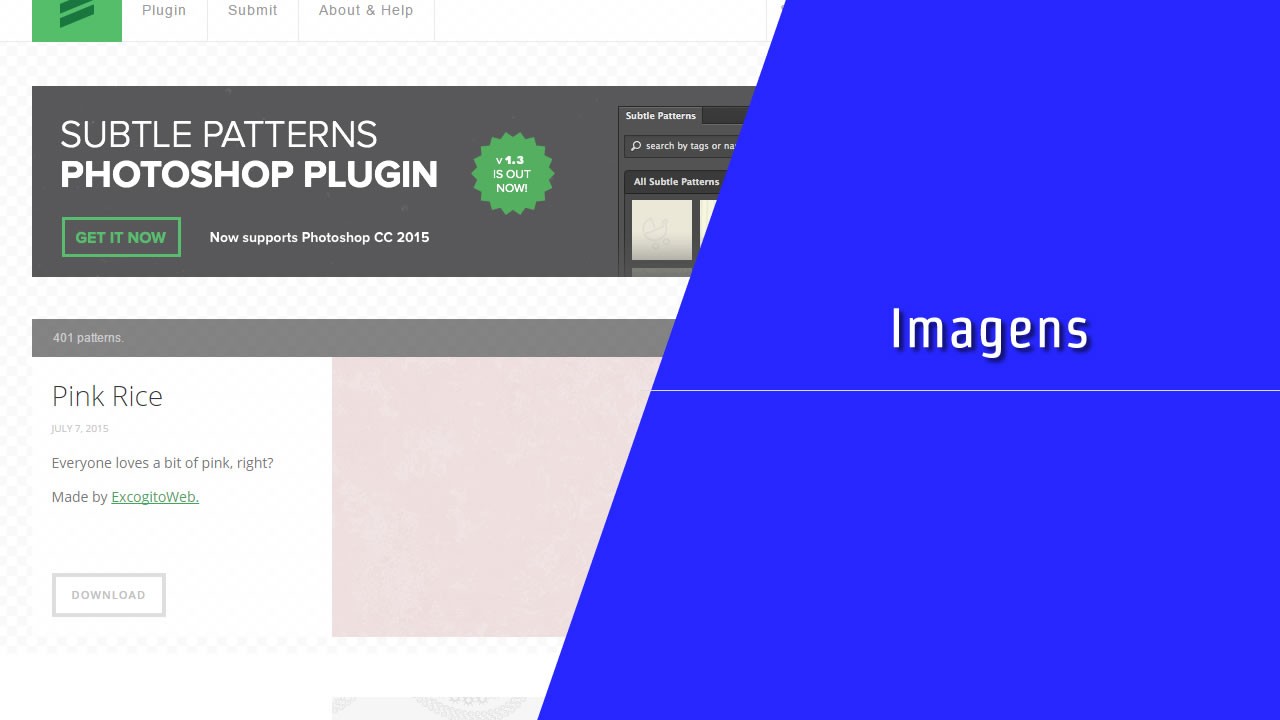 Plugin
Submit
About & Help
SUBTLE PATTERNS
PHOTOSHOP PLUGIN
v 1.3
IS OUT
NOW!
GET IT NOW
Now supports Photoshop CC 2015
Subtle Patterns
search by tags or na
All Subtle Patterns
401 patterns.
Pink Rice
JULY 7, 2015
Everyone loves a bit of pink, right?
Made by ExcogitoWeb.
DOWNLOAD
Imagens